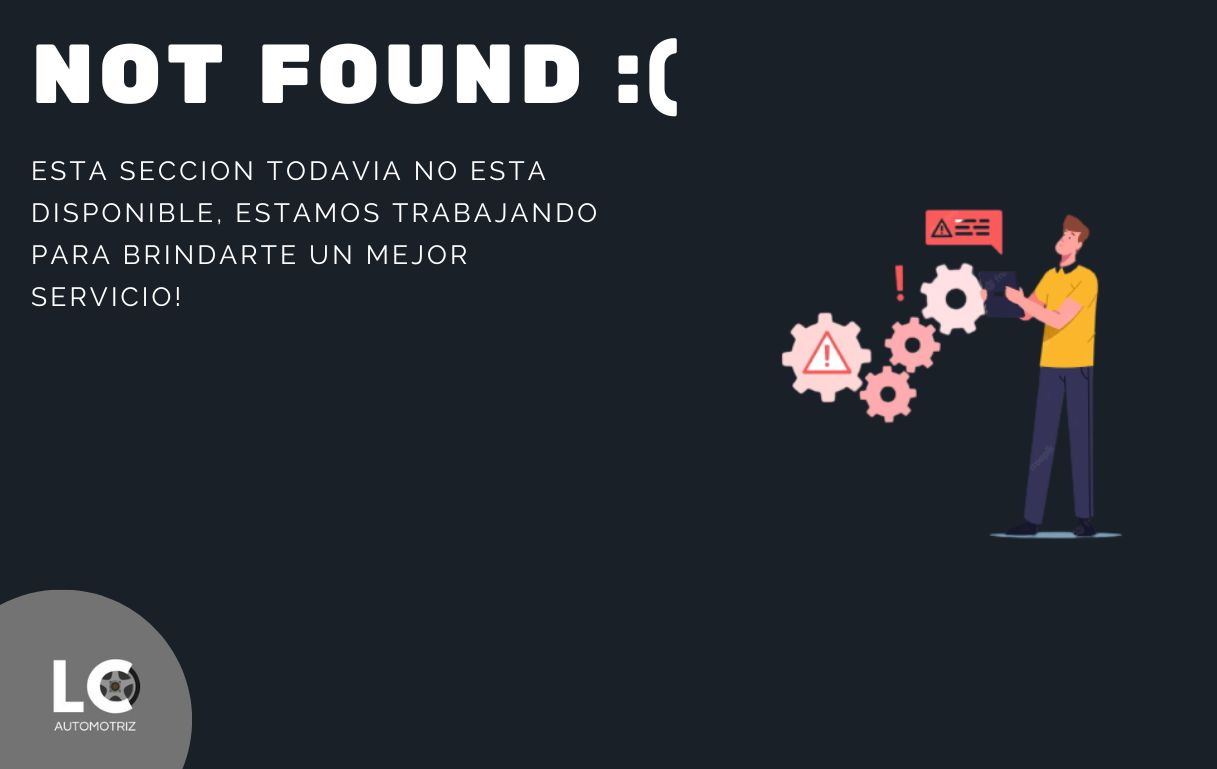 NOT FOUND :(
ESTA SECCION TODAVIA NO ESTA
DISPONIBLE, ESTAMOS TRABAJANDO
PARA BRINDARTE UN MEJOR
SERVICIO!
LC
AUTOMOTRIZ